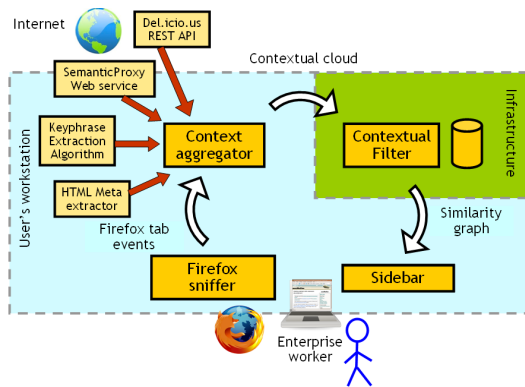 Internet
Del.icio.us
REST API
Contextual cloud
SemanticProxy
Web service
Keyphrase
Extraction
Algorithm
HTML Meta
extractor
Context
aggregator
Contextual
Filter
Infrastructure
User's workstation
Firefox tab
events
Similarity
graph
Firefox
sniffer
Sidebar
Enterprise
worker